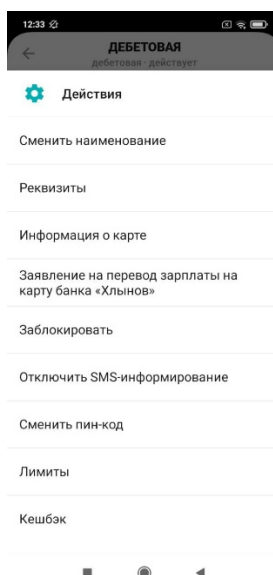 12:33
ДЕБЕТОВАЯ
дебетовая · действует
Действия
Сменить наименование
Реквизиты
Информация о карте
Заявление на перевод зарплаты на
карту банка «Хлынов»
Заблокировать
Отключить SMS-информирование
Сменить пин-код
Лимиты
Кешбэк